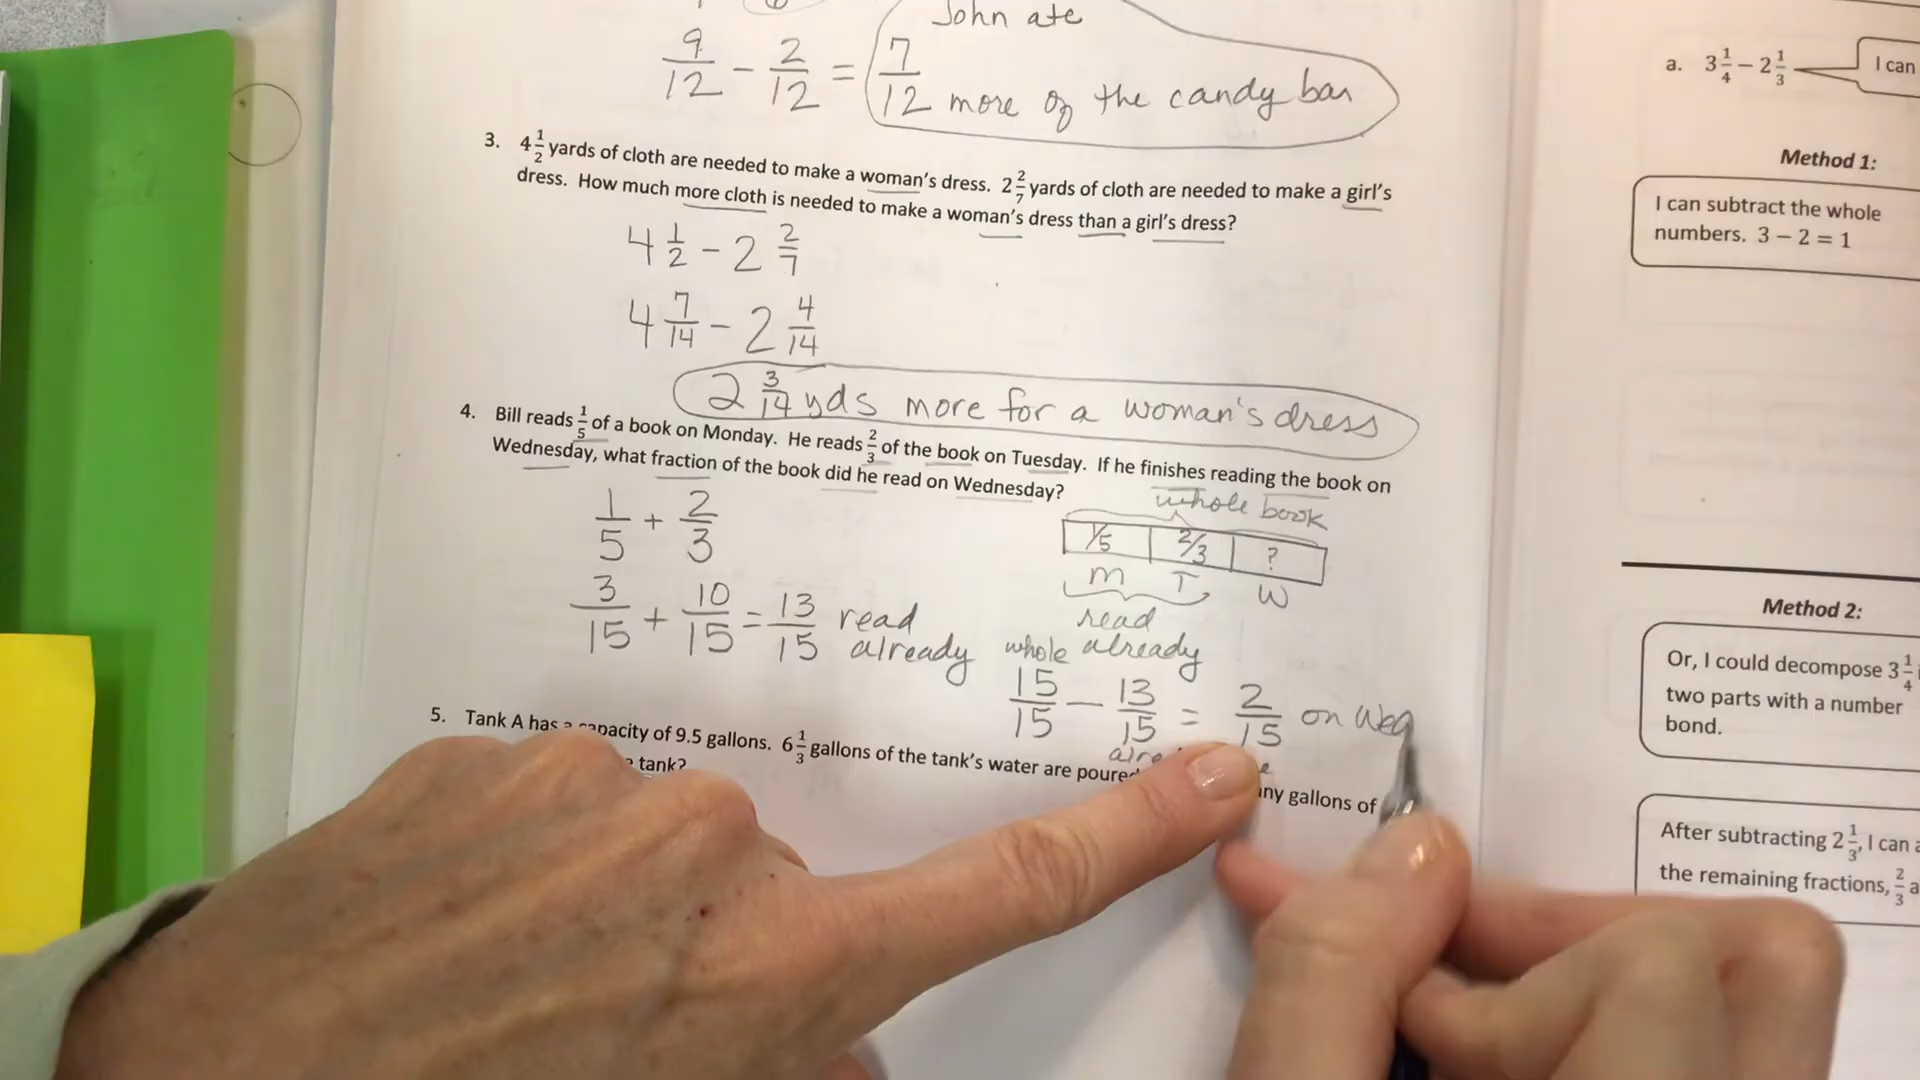 John ate
9/12 - 2/12 = 7/12 more of the candy bar
3. 4 1/2 yards of cloth are needed to make a woman's dress. 2 2/7 yards of cloth are needed to make a girl's
dress. How much more cloth is needed to make a woman's dress than a girl's dress?
4 1/2 - 2 2/7
4 7/14 - 2 4/14
2 3/14 yds more for a woman's dress
4. Bill reads 1/5 of a book on Monday. He reads 2/3 of the book on Tuesday. If he finishes reading the book on
Wednesday, what fraction of the book did he read on Wednesday?
1/5 + 2/3
3/15 + 10/15 = 13/15 read
already
whole book
1/5 2/3 ?
M T W
read
already
whole
15/15 - 13/15 = 2/15 on Wed
5. Tank A has a capacity of 9.5 gallons. 6 1/3 gallons of the tank's water are poured
gallons of
tank?
a. 3 1/4 - 2 1/3
I can
Method 1:
I can subtract the whole
numbers. 3 - 2 = 1
Method 2:
Or, I could decompose 3 1/4
two parts with a number
bond.
After subtracting 2 1/3, I can
the remaining fractions, 2/3